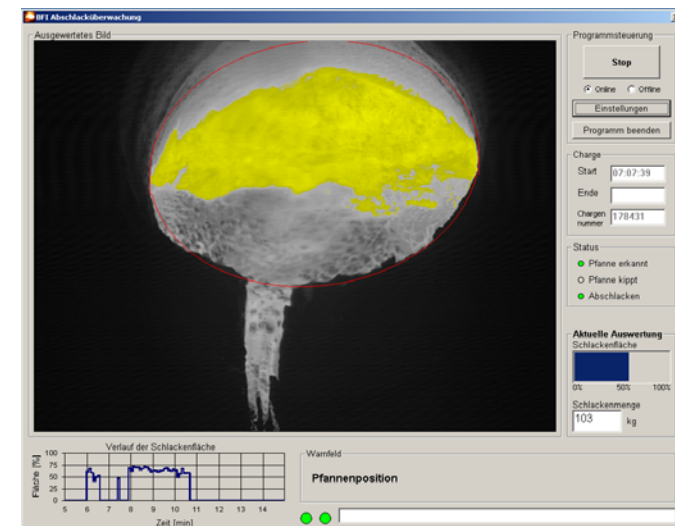 BFI Abschlacküberwachung
Ausgewertetes Bild
Programmsteuerung
Stop
Online
Offline
Einstellungen
Programm beenden
Charge
Start 07:07:39
Ende
Chargen
nummer
178431
Status
Pfanne erkannt
Pfanne kippt
Abschlacken
Aktuelle Auswertung
Schlackenfläche
0% 50% 100%
Schlackenmenge
103 kg
Verlauf der Schlackenfläche
Fläche [%]
100
75
50
25
0
5 6 7 8 9 10 11 12 13 14
Zeit [min]
Warnfeld
Pfannenposition